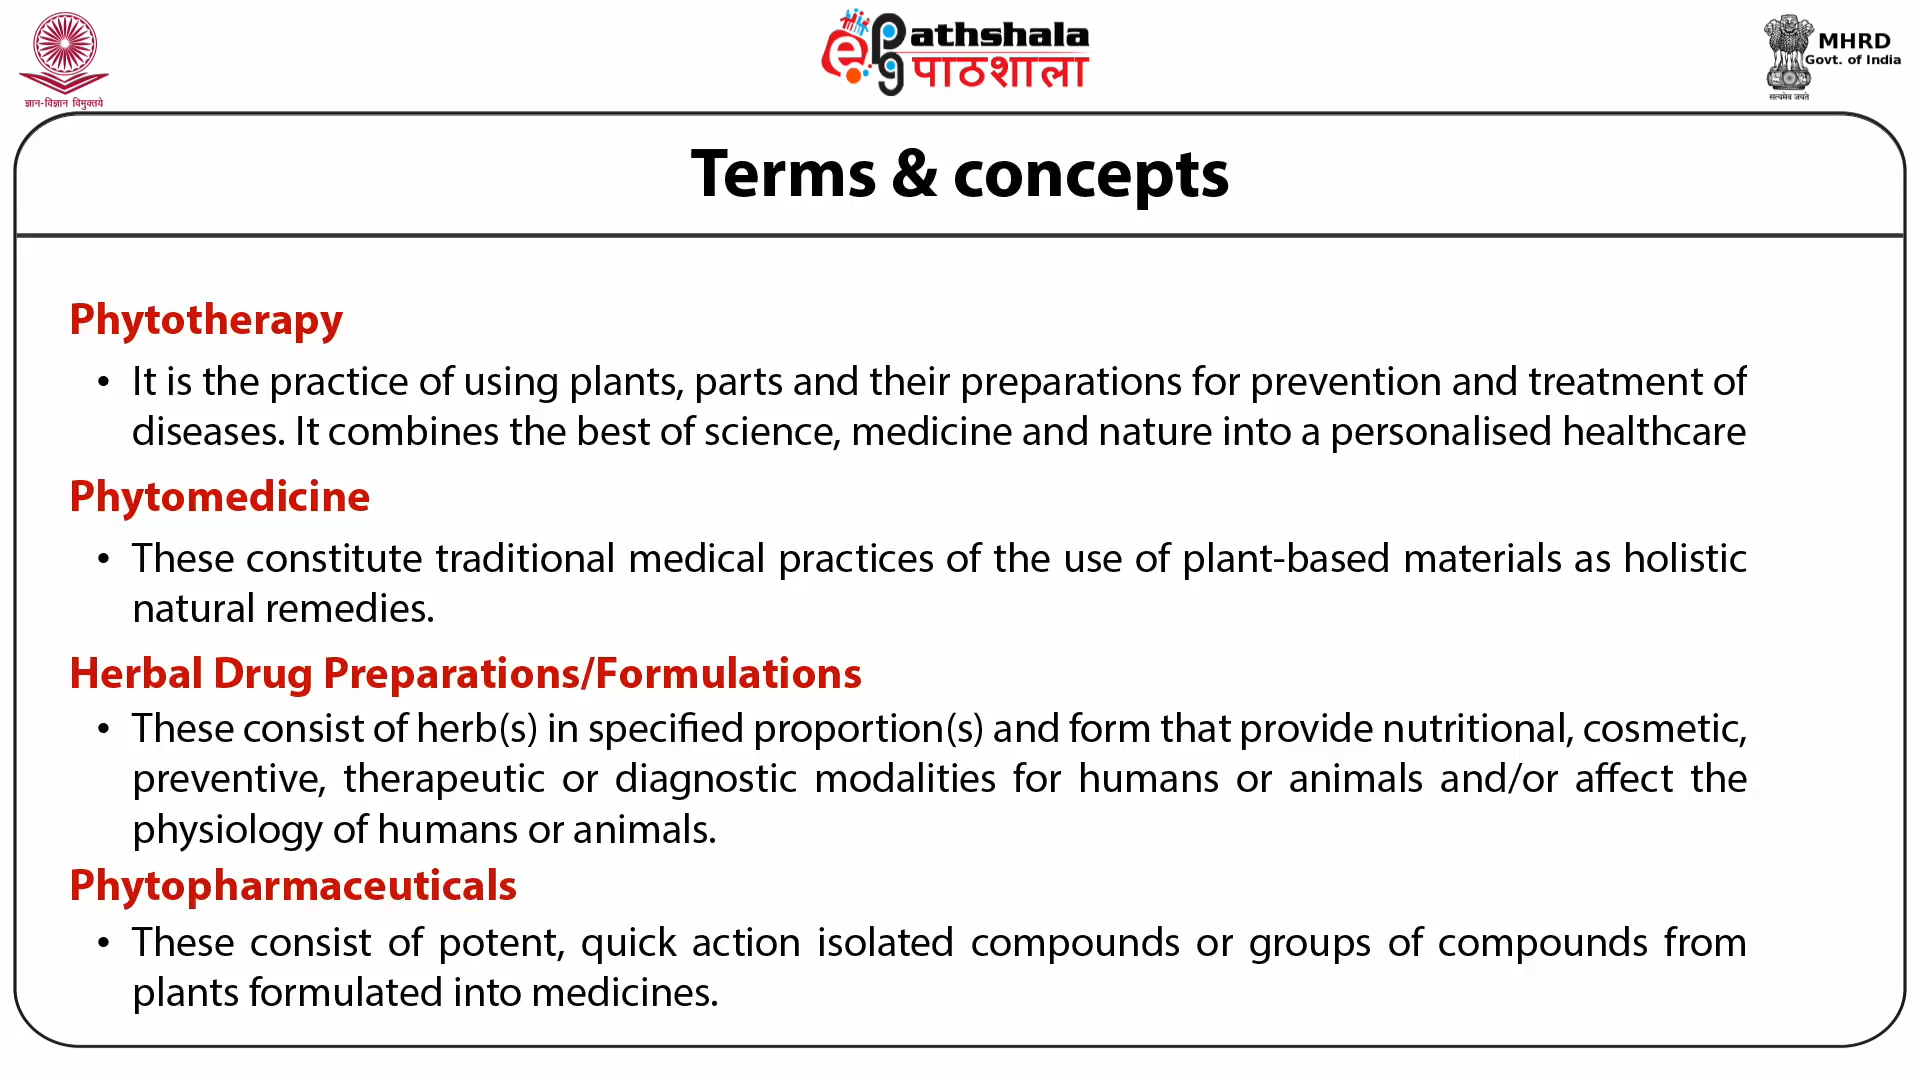 ज्ञान-विज्ञान विमुक्तये
ePathshala
पाठशाला
MHRD
Govt. of India
सत्यमेव जयते
Terms & concepts
Phytotherapy
• It is the practice of using plants, parts and their preparations for prevention and treatment of
diseases. It combines the best of science, medicine and nature into a personalised healthcare
Phytomedicine
• These constitute traditional medical practices of the use of plant-based materials as holistic
natural remedies.
Herbal Drug Preparations/Formulations
• These consist of herb(s) in specified proportion(s) and form that provide nutritional, cosmetic,
preventive, therapeutic or diagnostic modalities for humans or animals and/or affect the
physiology of humans or animals.
Phytopharmaceuticals
• These consist of potent, quick action isolated compounds or groups of compounds from
plants formulated into medicines.